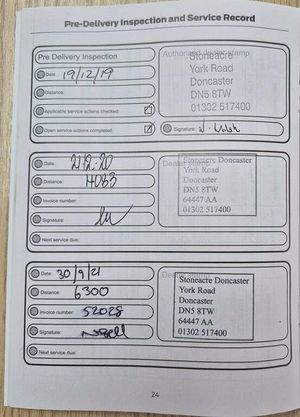 Pre-Delivery Inspection and Service Record
Pre Delivery Inspection
Authorised dealer stamp
Date: 19/12/19
Stoneacre
York Road
Doncaster
DN5 8TW
01302 517400
Distance:
Applicable service actions checked
Open service actions completed
Signature:
Date: 21.12.20
Distance: 4083
Invoice number:
Signature:
Next service due:
Stoneacre Doncaster
York Road
Doncaster
DN5 8TW
64447 AA
01302 517400
Date: 30/9/21
Distance: 6300
Invoice number: 52028
Signature:
Next service due:
Dealer stamp
Stoneacre Doncaster
York Road
Doncaster
DN5 8TW
64447 AA
01302 517400
24